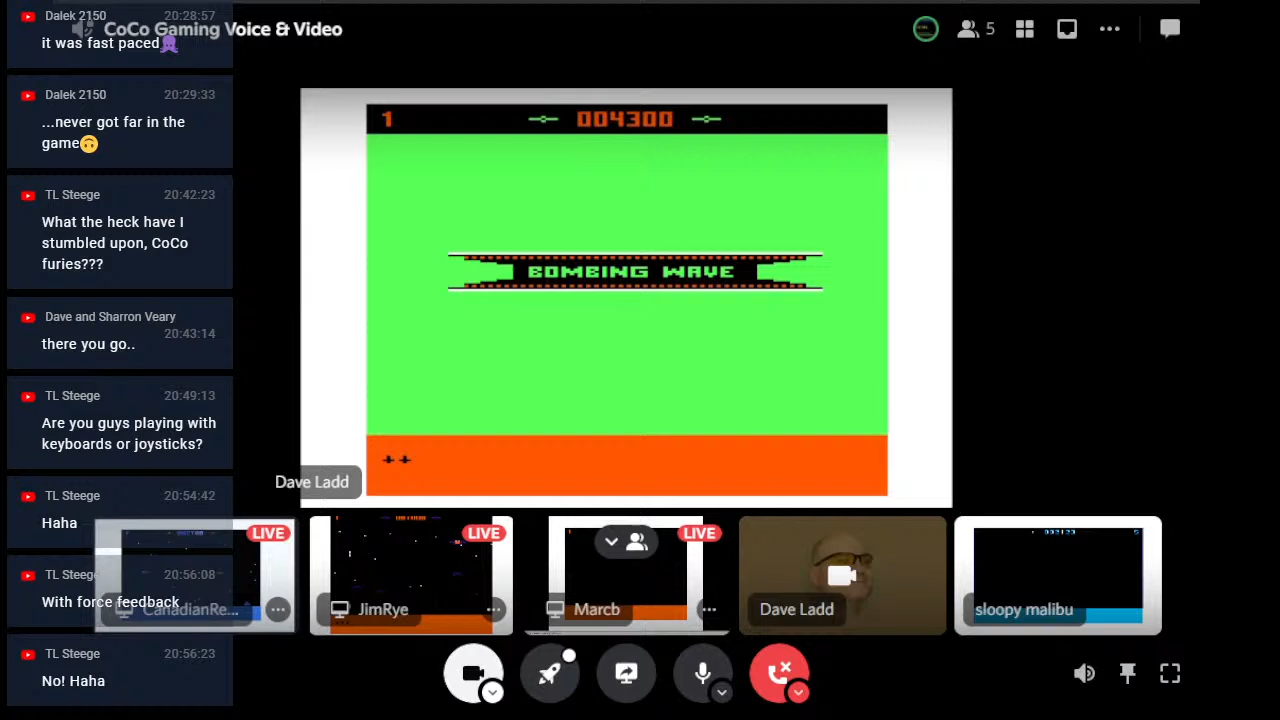 Dalek 2150 20:28:57
it was fast paced
CoCo Gaming Voice & Video
5
Dalek 2150 20:29:33
...never got far in the
game
TL Steege 20:42:23
What the heck have I
stumbled upon, CoCo
furies???
Dave and Sharron Veary
20:43:14
there you go..
TL Steege 20:49:13
Are you guys playing with
keyboards or joysticks?
TL Steege 20:54:42
Haha
TL Steege 20:56:08
With force feedback
TL Steege 20:56:23
No! Haha
1 004300
BOMBING WAVE
Dave Ladd
LIVE
CanadianRe...
LIVE
JimRye
LIVE
Marcb
Dave Ladd
sloopy malibu